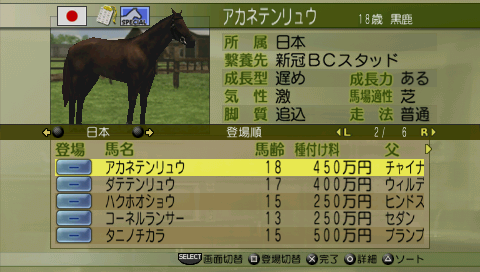 SPECIAL
アカネテンリュウ 18歳 黒鹿
所属 日本
繋養先 新冠BCスタッド
成長型 遅め 成長力 ある
気性 激 馬場適性 芝
脚質 追込 走法 普通
日本 登場順 L 2/ 6 R
登場 馬名 馬齢 種付け料 父
アカネテンリュウ 18 450万円 チャイナ
ダテテンリュウ 17 400万円 ウィルデ
ハクホオショウ 15 250万円 ヒンドス
コーネルランサー 13 250万円 セダン
タニノチカラ 15 500万円 ブランブ
SELECT 画面切替 登場切替 完了 詳細 ソート